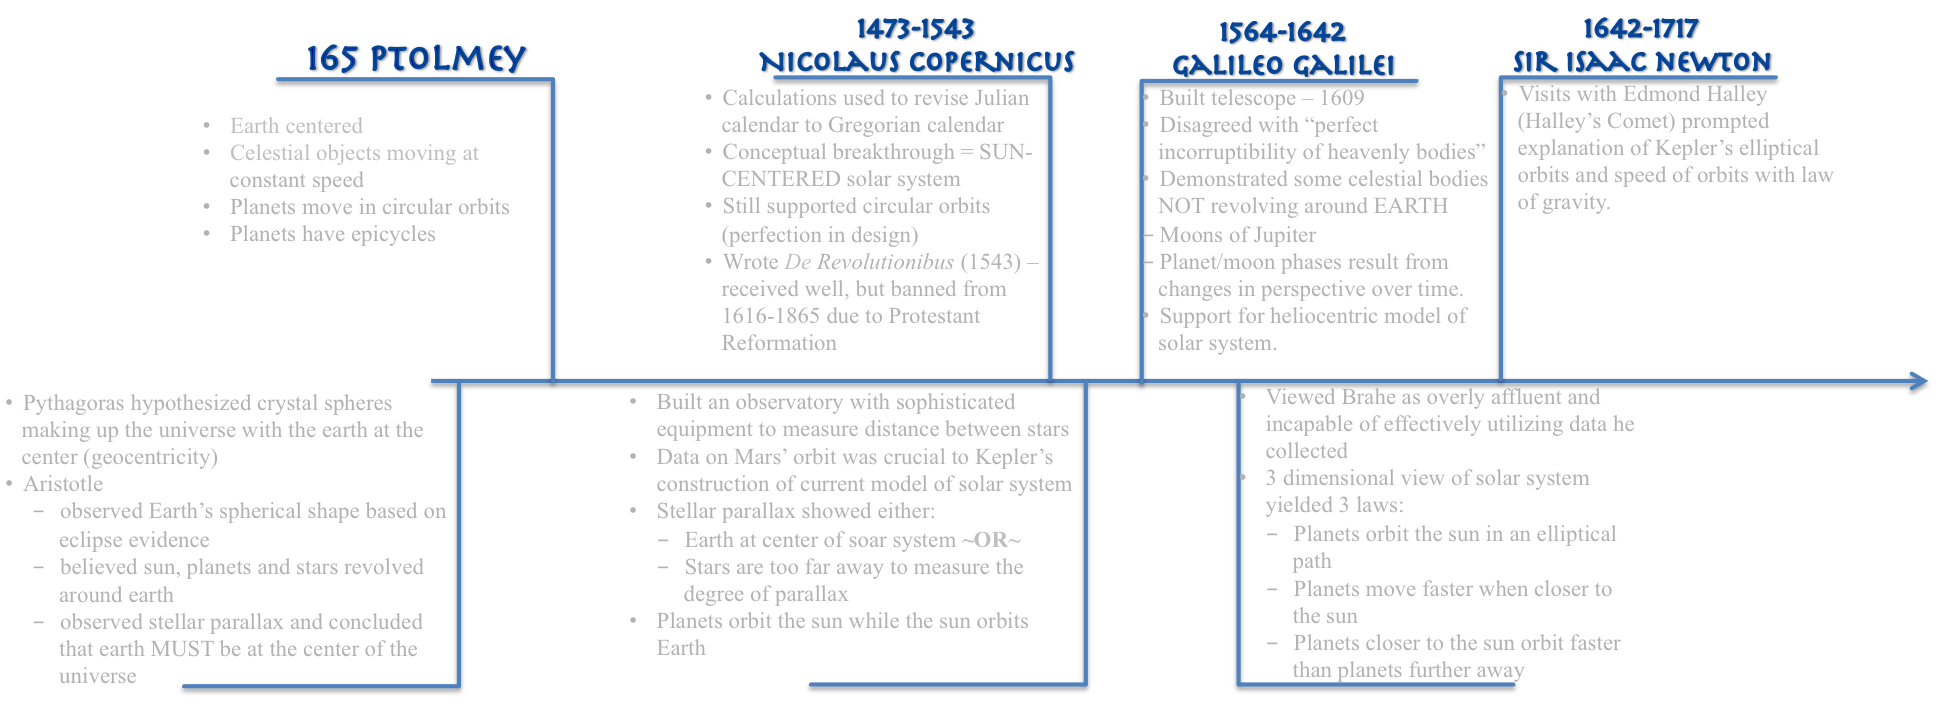 165 PTOLMEY
• Earth centered
• Celestial objects moving at
constant speed
• Planets move in circular orbits
• Planets have epicycles
1473-1543
NICOLAUS COPERNICUS
• Calculations used to revise Julian
calendar to Gregorian calendar
• Conceptual breakthrough = SUN-
CENTERED solar system
• Still supported circular orbits
(perfection in design)
• Wrote De Revolutionibus (1543) –
received well, but banned from
1616-1865 due to Protestant
Reformation
1564-1642
GALILEO GALILEI
• Built telescope – 1609
• Disagreed with “perfect
incorruptibility of heavenly bodies”
• Demonstrated some celestial bodies
NOT revolving around EARTH
– Moons of Jupiter
– Planet/moon phases result from
changes in perspective over time.
• Support for heliocentric model of
solar system.
1642-1717
SIR ISAAC NEWTON
• Visits with Edmond Halley
(Halley’s Comet) prompted
explanation of Kepler’s elliptical
orbits and speed of orbits with law
of gravity.
• Pythagoras hypothesized crystal spheres
making up the universe with the earth at the
center (geocentricity)
• Aristotle
– observed Earth’s spherical shape based on
eclipse evidence
– believed sun, planets and stars revolved
around earth
– observed stellar parallax and concluded
that earth MUST be at the center of the
universe
• Built an observatory with sophisticated
equipment to measure distance between stars
• Data on Mars’ orbit was crucial to Kepler’s
construction of current model of solar system
• Stellar parallax showed either:
– Earth at center of soar system ~OR~
– Stars are too far away to measure the
degree of parallax
• Planets orbit the sun while the sun orbits
Earth
• Viewed Brahe as overly affluent and
incapable of effectively utilizing data he
collected
• 3 dimensional view of solar system
yielded 3 laws:
– Planets orbit the sun in an elliptical
path
– Planets move faster when closer to
the sun
– Planets closer to the sun orbit faster
than planets further away